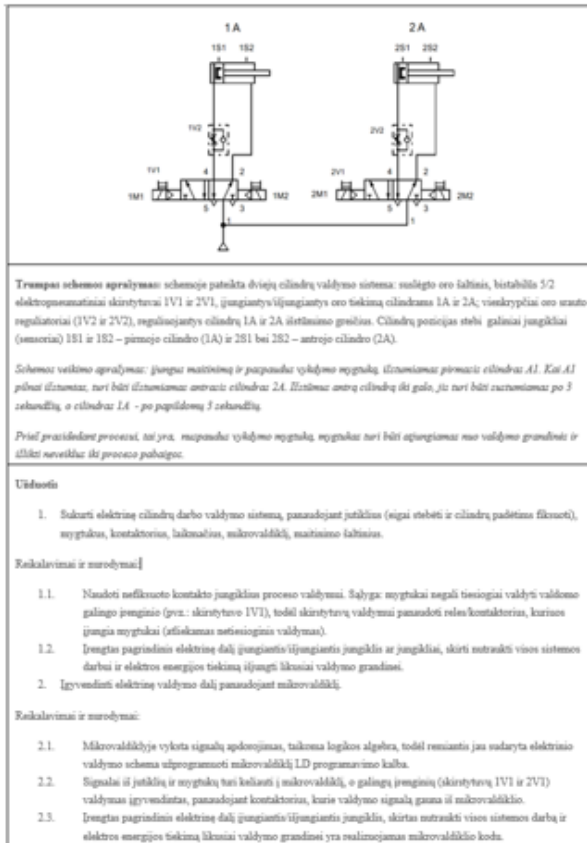 1A 2A
1S1 1S2 2S1 2S2
1V2 2V2
1V1 4 2 2V1 4 2
1M1 1M2 2M1 2M2
5 3 5 3
1 1
Trumpas schemos aprašymas: schemoje pateikta dviejų cilindrų valdymo sistema: suslėgto oro šaltinis, bistabilūs 5/2
elektropneumatiniai skirstytuvai 1V1 ir 2V1, įjungiantys/išjungiantys oro tiekimą cilindrams 1A ir 2A; vienkrypčiai oro srauto
reguliatoriai (1V2 ir 2V2), reguliuojantys cilindrų 1A ir 2A išstūmimo greičius. Cilindrų pozicijas stebi galiniai jungikliai
(sensoriai) 1S1 ir 1S2 – pirmojo cilindro (1A) ir 2S1 bei 2S2 – antrojo cilindro (2A).
Schemos veikimo aprašymas: įjungus maitinimą ir paspaudus vykdymo mygtuką, išstumiamas pirmasis cilindras A1. Kai A1
pilnai išstumtas, turi būti išstumiamas antrasis cilindras 2A. Išstūmus antrą cilindrą iki galo, jis turi būti sustumiamas po 3
sekundžių, o cilindras 1A - po papildomų 5 sekundžių.
Prieš prasidedant procesui, tai yra, nuspaudus vykdymo mygtuką, mygtukas turi būti atjungiamas nuo valdymo grandinės ir
išlikti neveiklus iki proceso pabaigos.
Užduotis
1. Sukurti elektrinę cilindrų darbo valdymo sistemą, panaudojant jutiklius (eigai stebėti ir cilindrų padėtims fiksuoti),
mygtukus, kontaktorius, laikmačius, mikrovaldiklį, maitinimo šaltinius.
Reikalavimai ir nurodymai:
1.1. Naudoti nefiksuoto kontakto jungiklius proceso valdymui. Sąlyga: mygtukai negali tiesiogiai valdyti valdomo
galingo įrenginio (pvz.: skirstytuvo 1V1), todėl skirstytuvų valdymui panaudoti reles/kontaktorius, kuriuos
įjungia mygtukai (atliekamas netiesioginis valdymas).
1.2. Įrengtas pagrindinis elektrinę dalį įjungiantis/išjungiantis jungiklis ar jungikliai, skirti nutraukti visos sistemos
darbui ir elektros energijos tiekimą išjungti likusiai valdymo grandinei.
2. Įgyvendinti elektrinę valdymo dalį panaudojant mikrovaldiklį.
Reikalavimai ir nurodymai:
2.1. Mikrovaldiklyje vyksta signalų apdorojimas, taikoma logikos algebra, todėl remiantis jau sudaryta elektrinio
valdymo schema užprogramuoti mikrovaldiklį LD programavimo kalba.
2.2. Signalai iš jutiklių ir mygtukų turi keliauti į mikrovaldiklį, o galingų įrenginių (skirstytuvų 1V1 ir 2V1)
valdymas įgyvendintas, panaudojant kontaktorius, kurie valdymo signalą gauna iš mikrovaldiklio.
2.3. Įrengtas pagrindinis elektrinę dalį įjungiantis/išjungiantis jungiklis, skirtas nutraukti visos sistemos darbą ir
elektros energijos tiekimą likusiai valdymo grandinei yra realizuojamas mikrovaldiklio kodu.